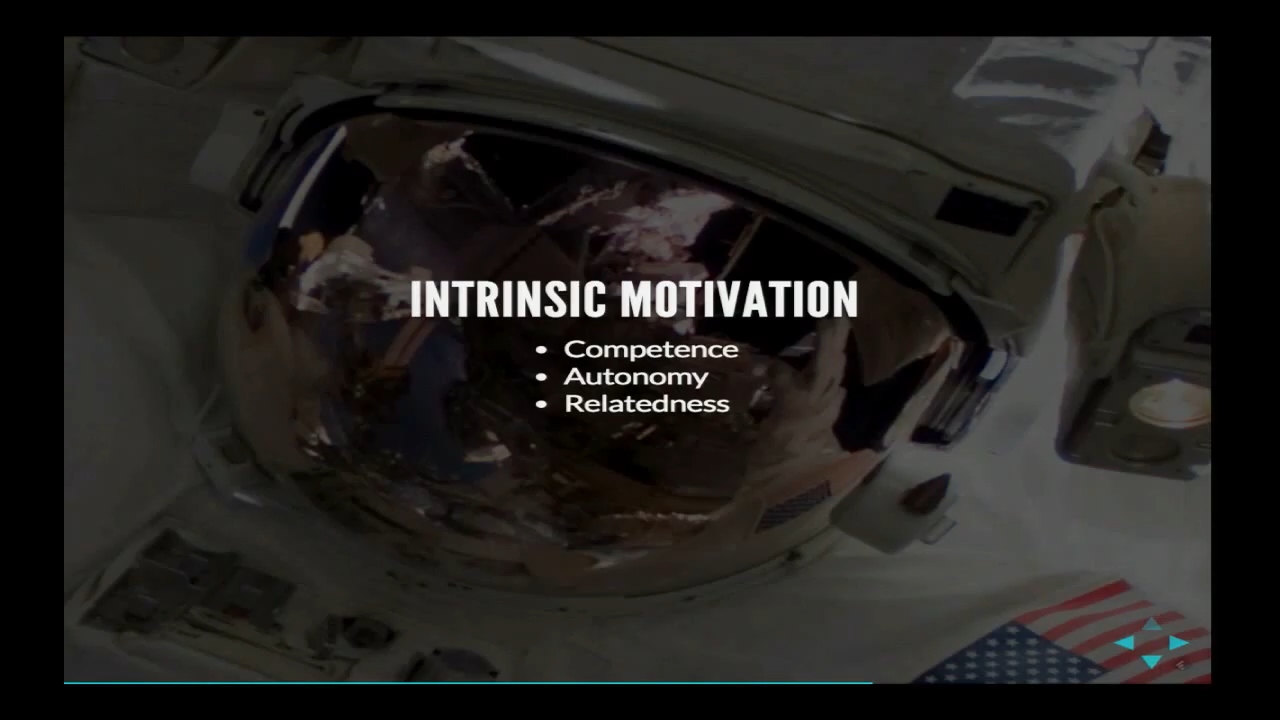 INTRINSIC MOTIVATION
• Competence
• Autonomy
• Relatedness